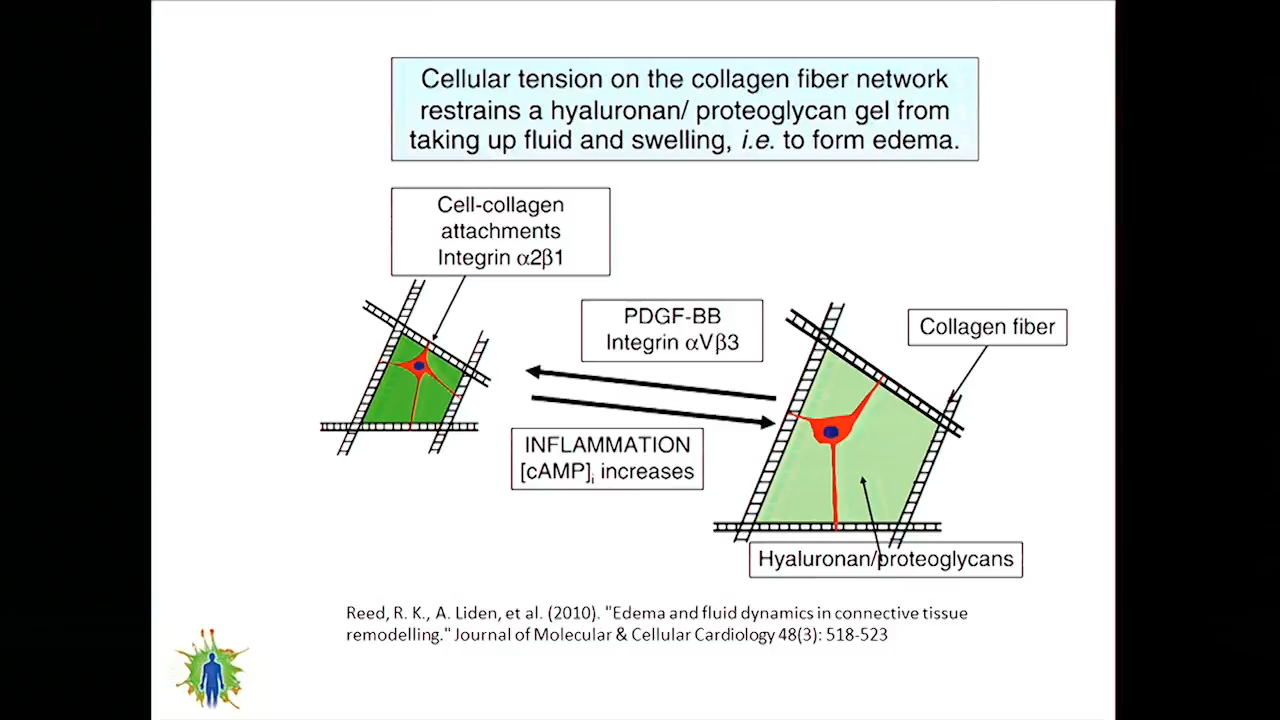 Cellular tension on the collagen fiber network
restrains a hyaluronan/ proteoglycan gel from
taking up fluid and swelling, i.e. to form edema.
Cell-collagen
attachments
Integrin α2β1
PDGF-BB
Integrin αVβ3
Collagen fiber
INFLAMMATION
[cAMP]i increases
Hyaluronan/proteoglycans
Reed, R. K., A. Liden, et al. (2010). "Edema and fluid dynamics in connective tissue
remodelling." Journal of Molecular & Cellular Cardiology 48(3): 518-523